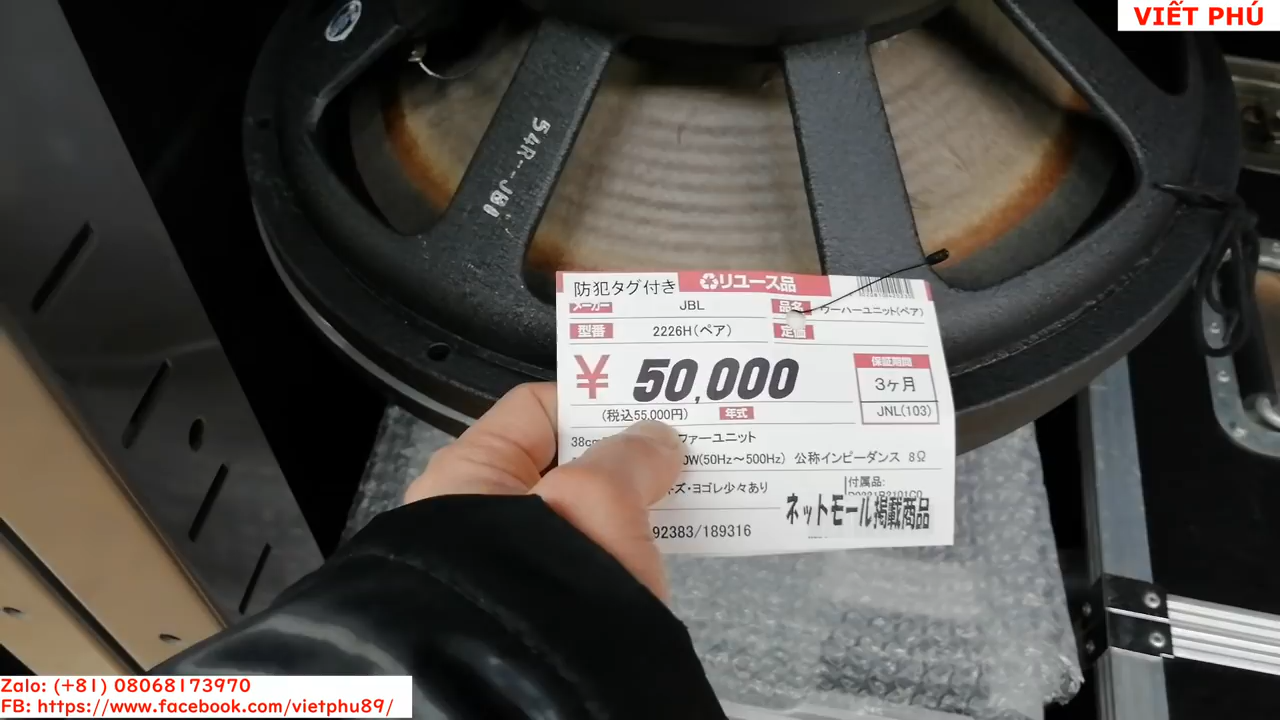 VIẾT PHÚ
54R--JBl
防犯タグ付き
リユース品
メーカー JBL
品名 ウーハーユニット(ペア)
型番 2226H(ペア)
定価
¥ 50,000
保証期間
3ヶ月
JNL(103)
(税込55,000円) 年式
38cm ファーユニット
0W(50Hz～500Hz) 公称インピーダンス 8Ω
キズ・ヨゴレ少々あり
付属品:
ネットモール掲載商品
92383/189316
Zalo: (+81) 08068173970
FB: https://www.facebook.com/vietphu89/